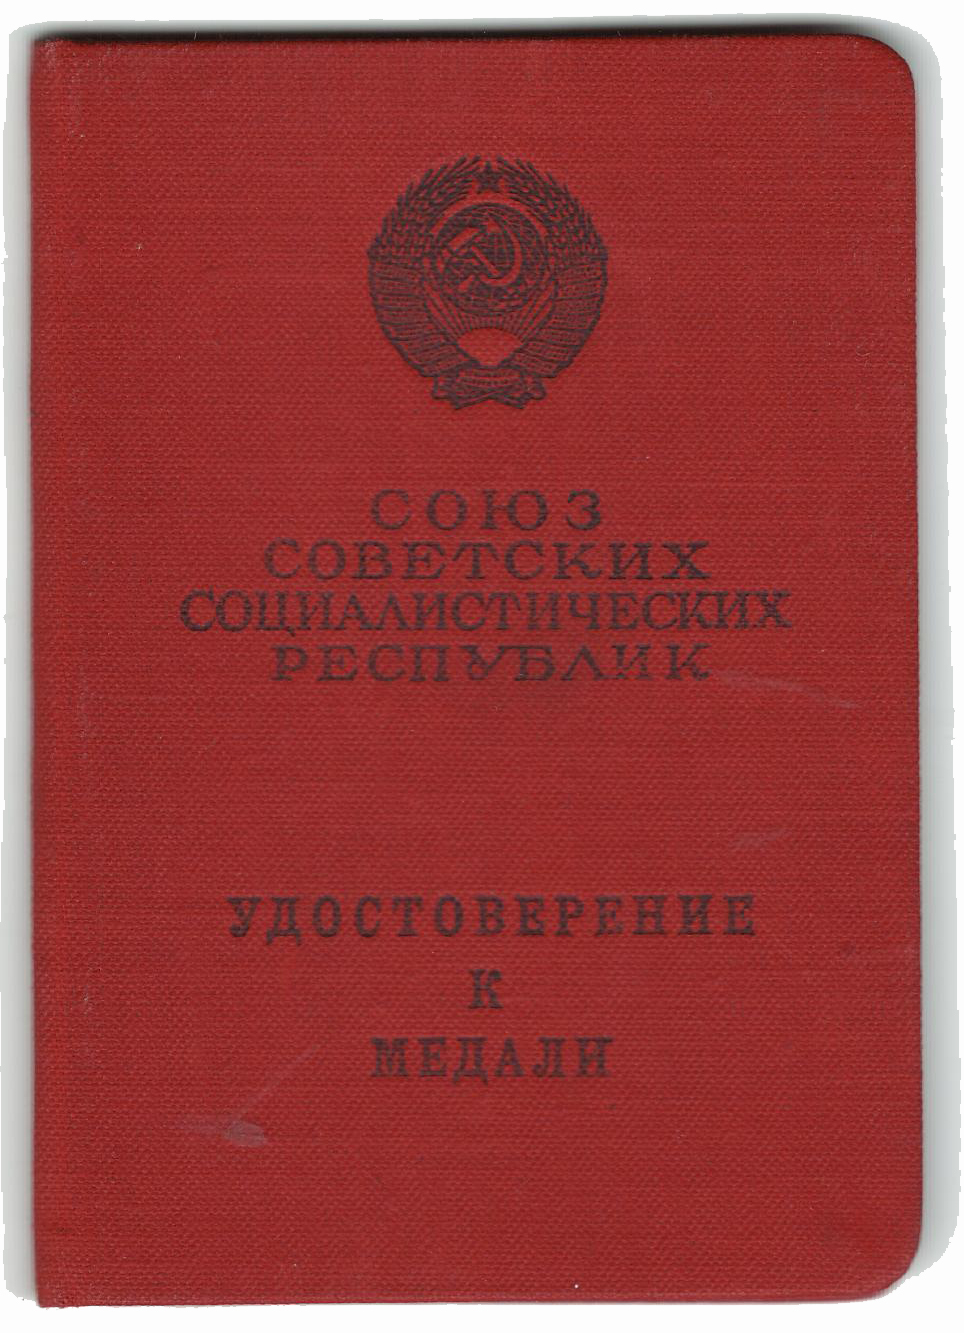 СОЮЗ
СОВЕТСКИХ
СОЦИАЛИСТИЧЕСКИХ
РЕСПУБЛИК
УДОСТОВЕРЕНИЕ
К
МЕДАЛИ